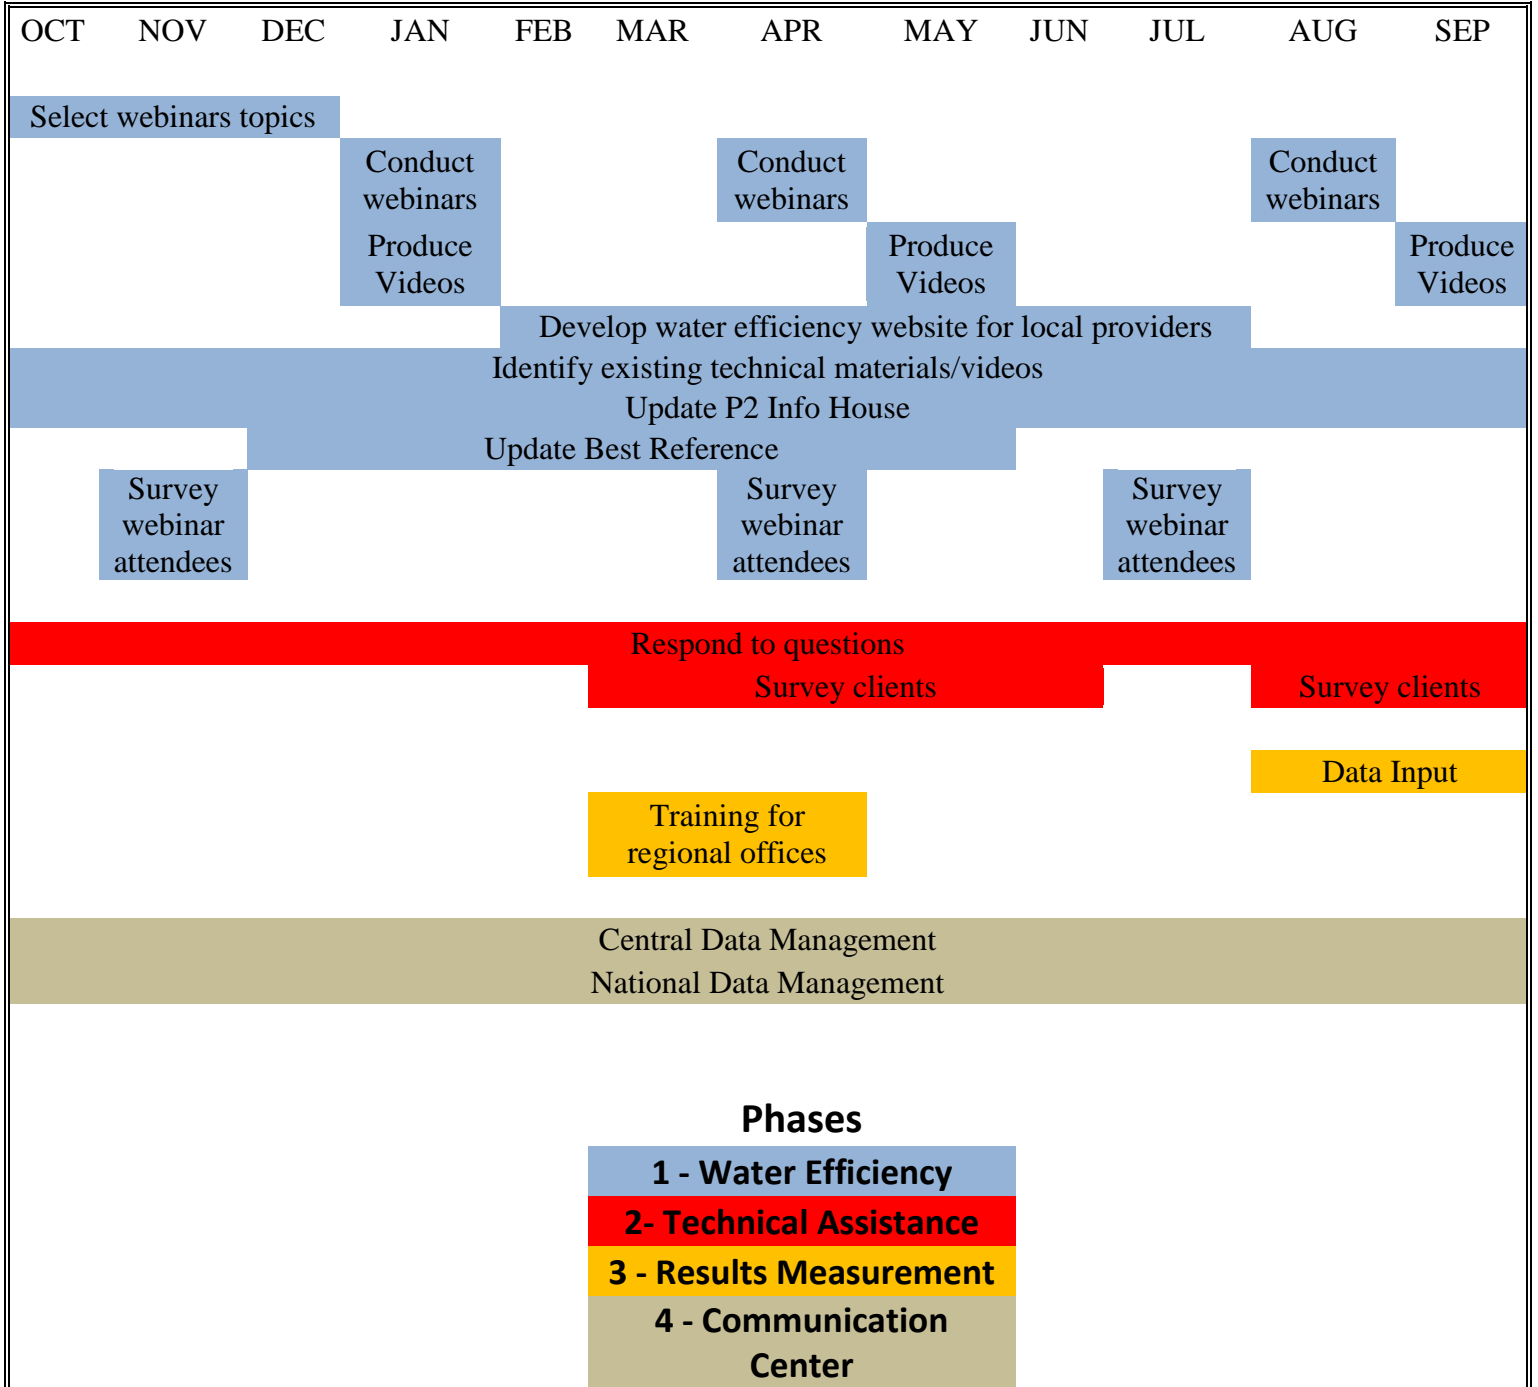 OCT NOV DEC JAN FEB MAR APR MAY JUN JUL AUG SEP
Select webinars topics
Conduct Conduct Conduct
webinars webinars webinars
Produce Produce Produce
Videos Videos Videos
Develop water efficiency website for local providers
Identify existing technical materials/videos
Update P2 Info House
Update Best Reference
Survey Survey Survey
webinar webinar webinar
attendees attendees attendees
Respond to questions
Survey clients Survey clients
Data Input
Training for
regional offices
Central Data Management
National Data Management
Phases
1 - Water Efficiency
2- Technical Assistance
3 - Results Measurement
4 - Communication
Center